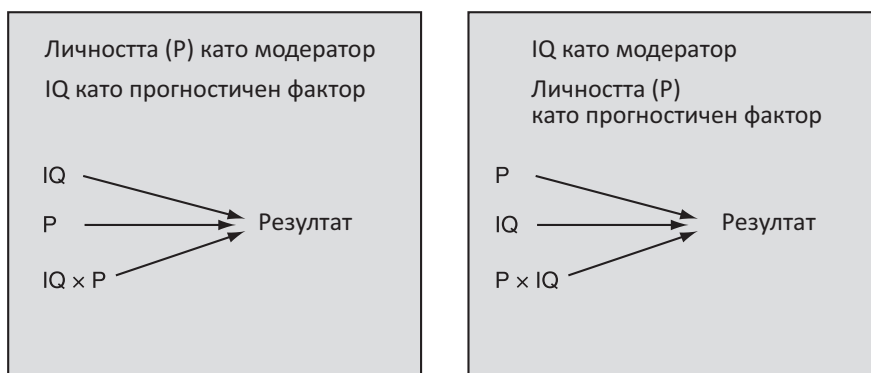 Личността (P) като модератор
IQ като прогностичен фактор
IQ
P
IQ × P
Резултат
IQ като модератор
Личността (P)
като прогностичен фактор
P
IQ
P × IQ
Резултат